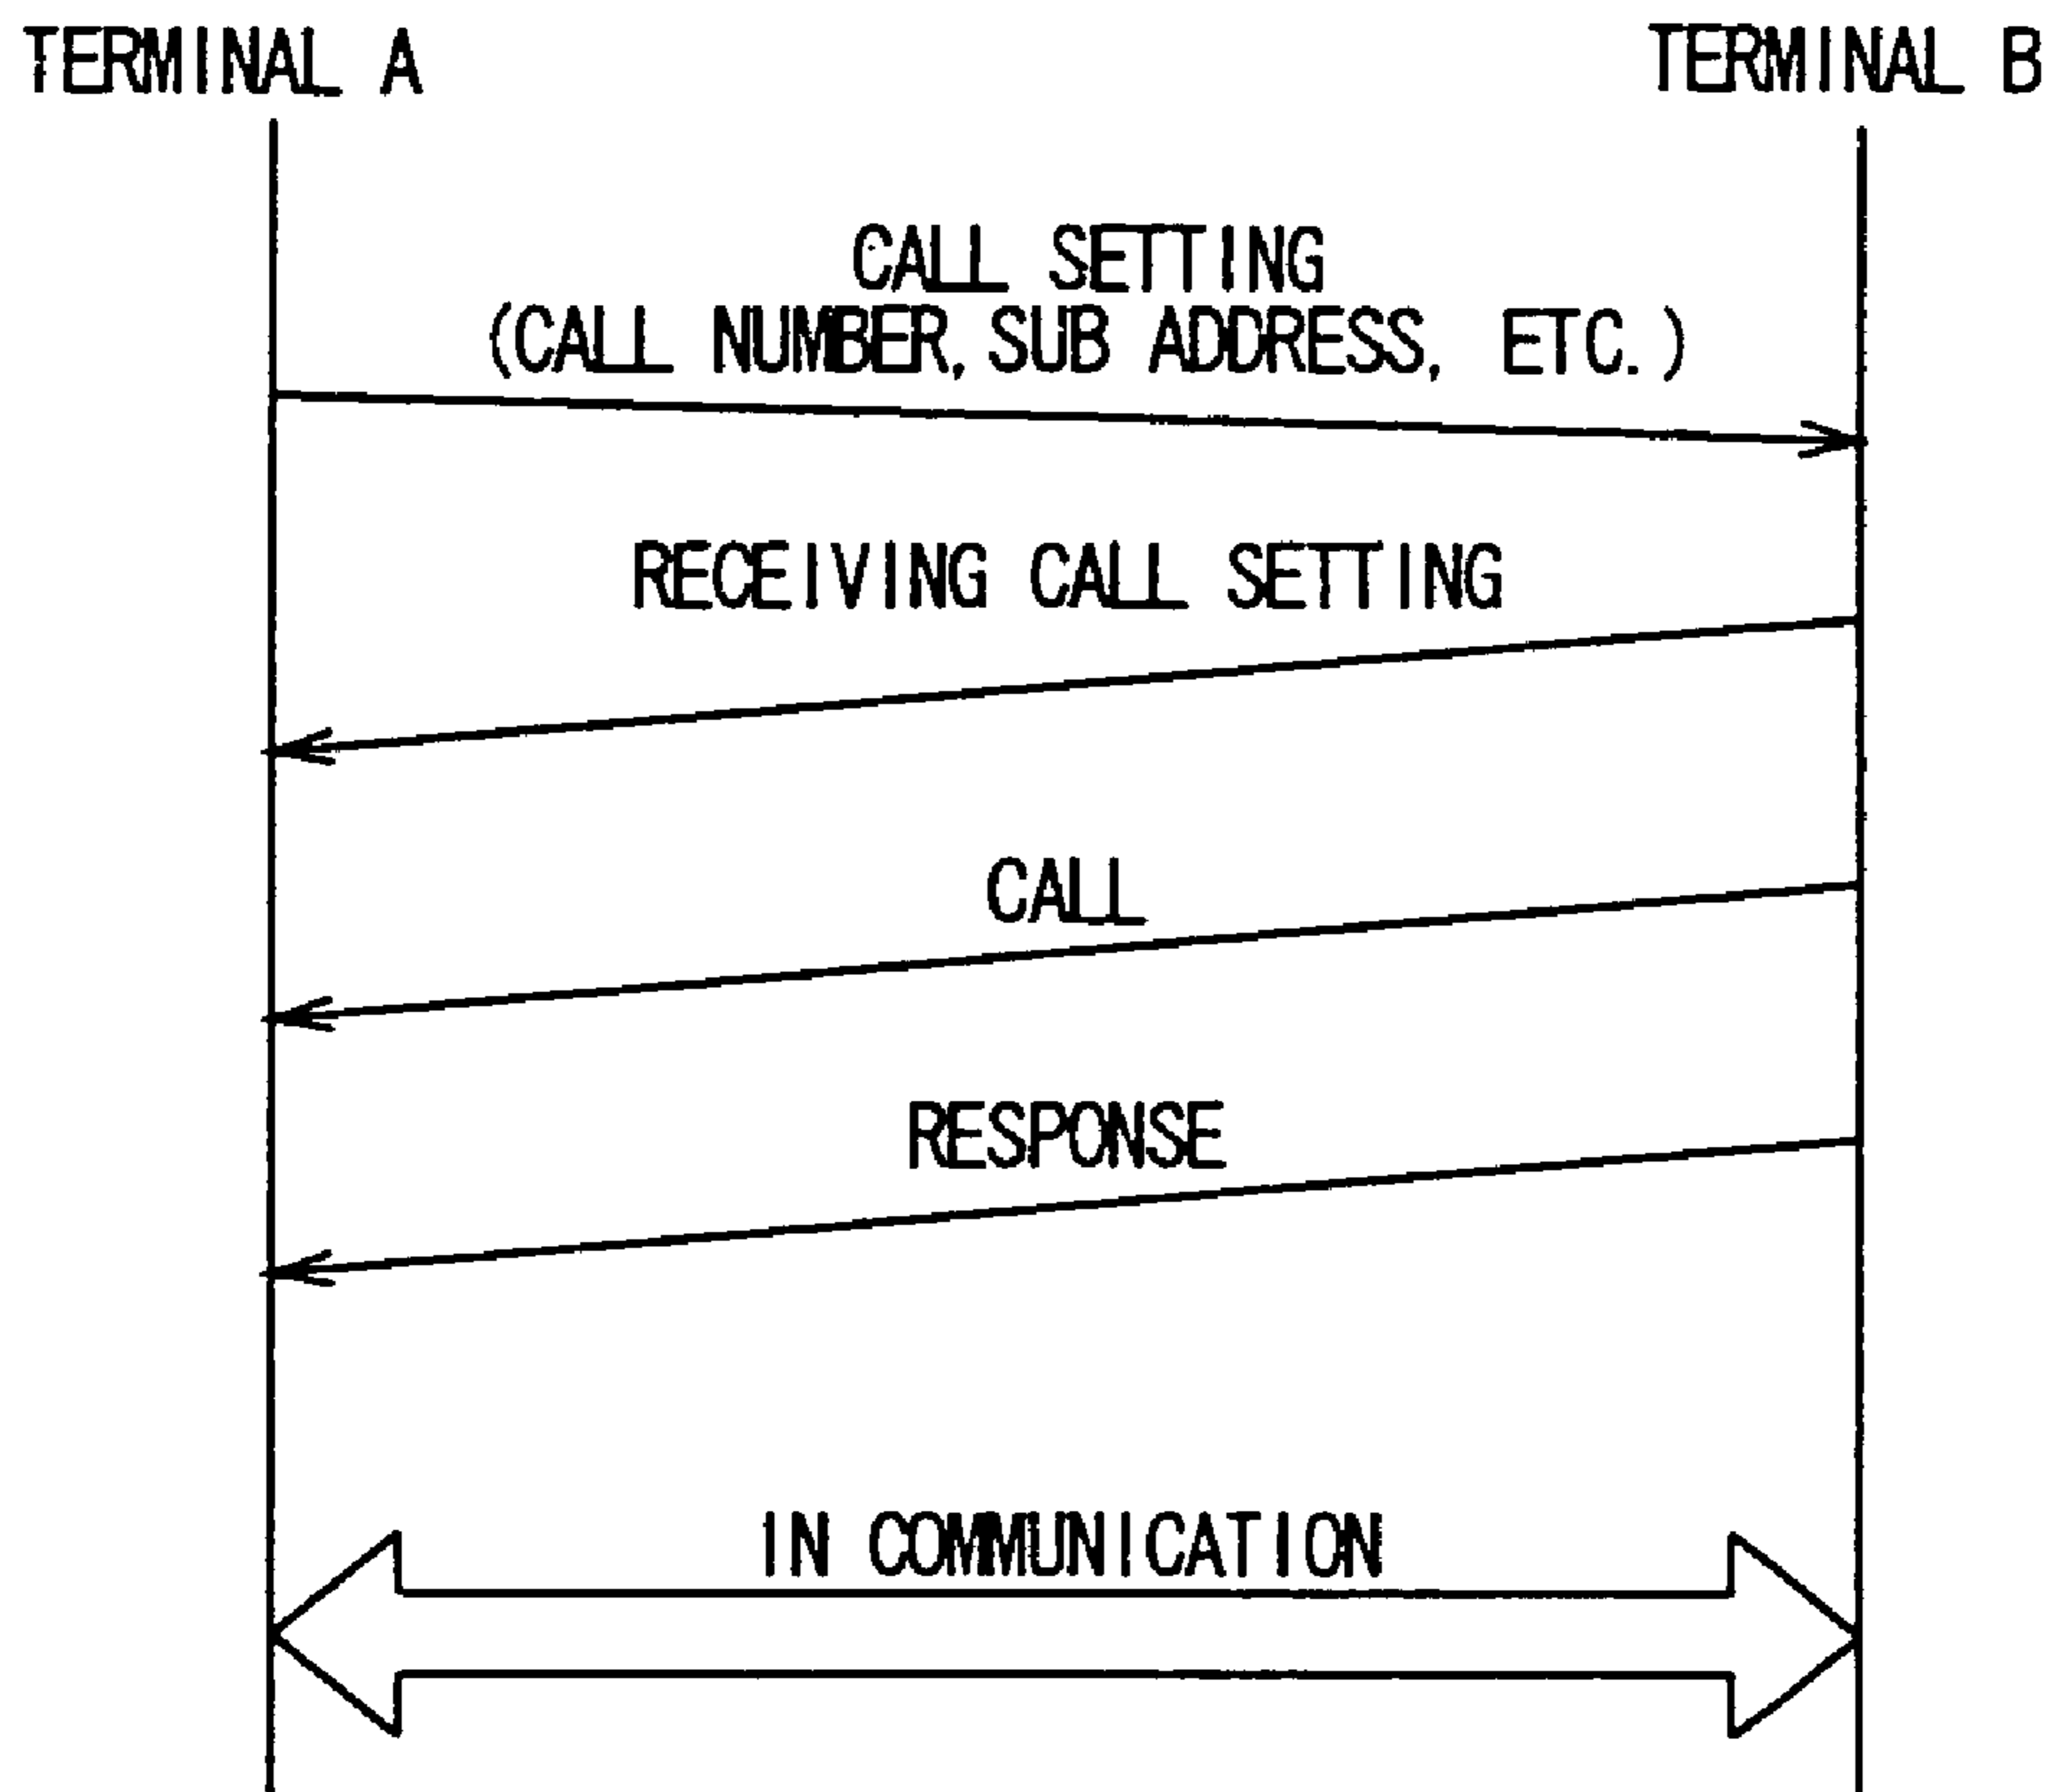 TERMINAL A
TERMINAL B
CALL SETTING
(CALL NUMBER, SUB ADDRESS, ETC.)
RECEIVING CALL SETTING
CALL
RESPONSE
IN COMMUNICATION